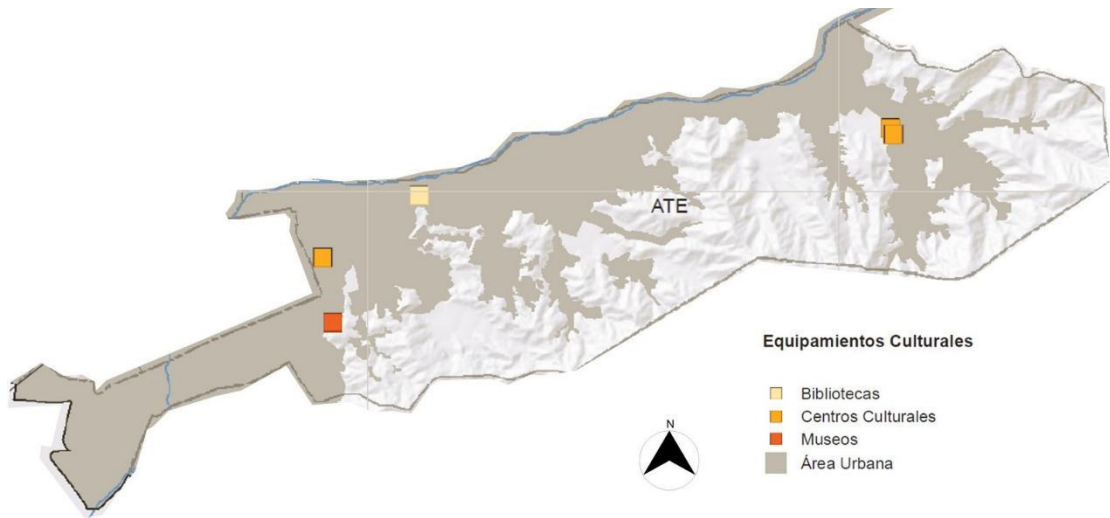 ATE
Equipamientos Culturales
N
Bibliotecas
Centros Culturales
Museos
Área Urbana